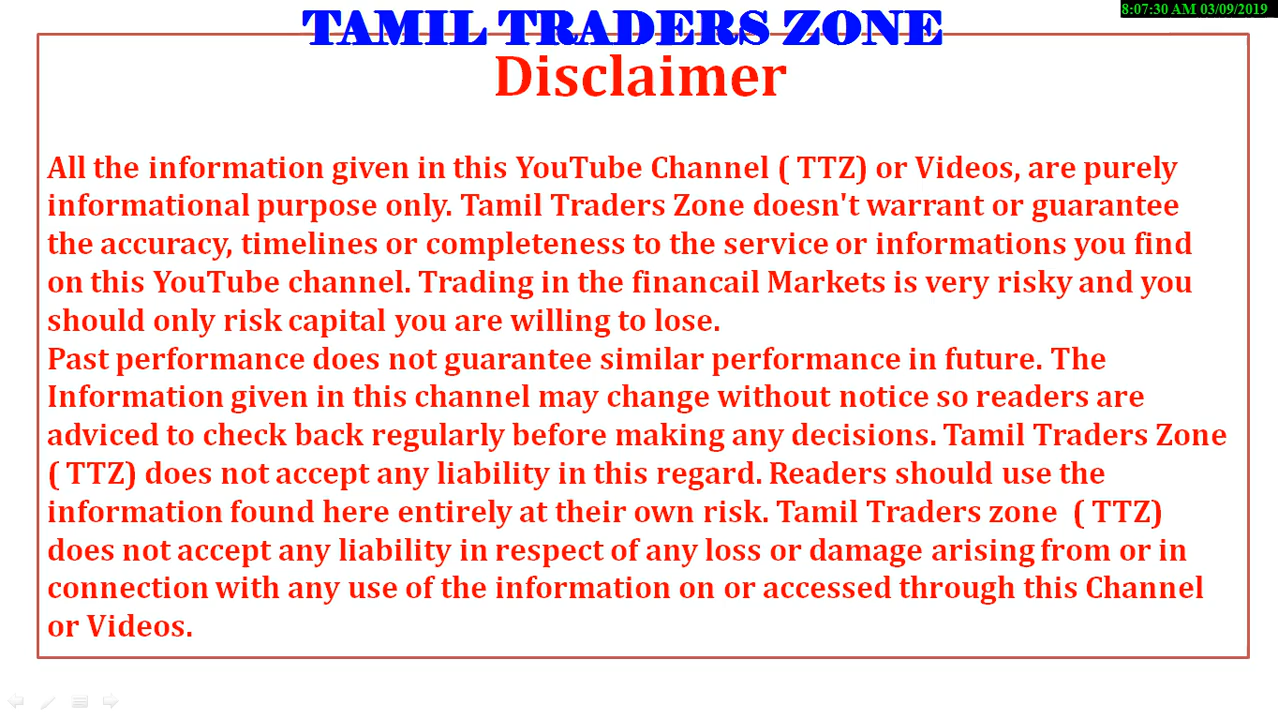 8:07:30 AM 03/09/2019
TAMIL TRADERS ZONE
Disclaimer
All the information given in this YouTube Channel ( TTZ) or Videos, are purely
informational purpose only. Tamil Traders Zone doesn't warrant or guarantee
the accuracy, timelines or completeness to the service or informations you find
on this YouTube channel. Trading in the financail Markets is very risky and you
should only risk capital you are willing to lose.
Past performance does not guarantee similar performance in future. The
Information given in this channel may change without notice so readers are
adviced to check back regularly before making any decisions. Tamil Traders Zone
( TTZ) does not accept any liability in this regard. Readers should use the
information found here entirely at their own risk. Tamil Traders zone  ( TTZ)
does not accept any liability in respect of any loss or damage arising from or in
connection with any use of the information on or accessed through this Channel
or Videos.